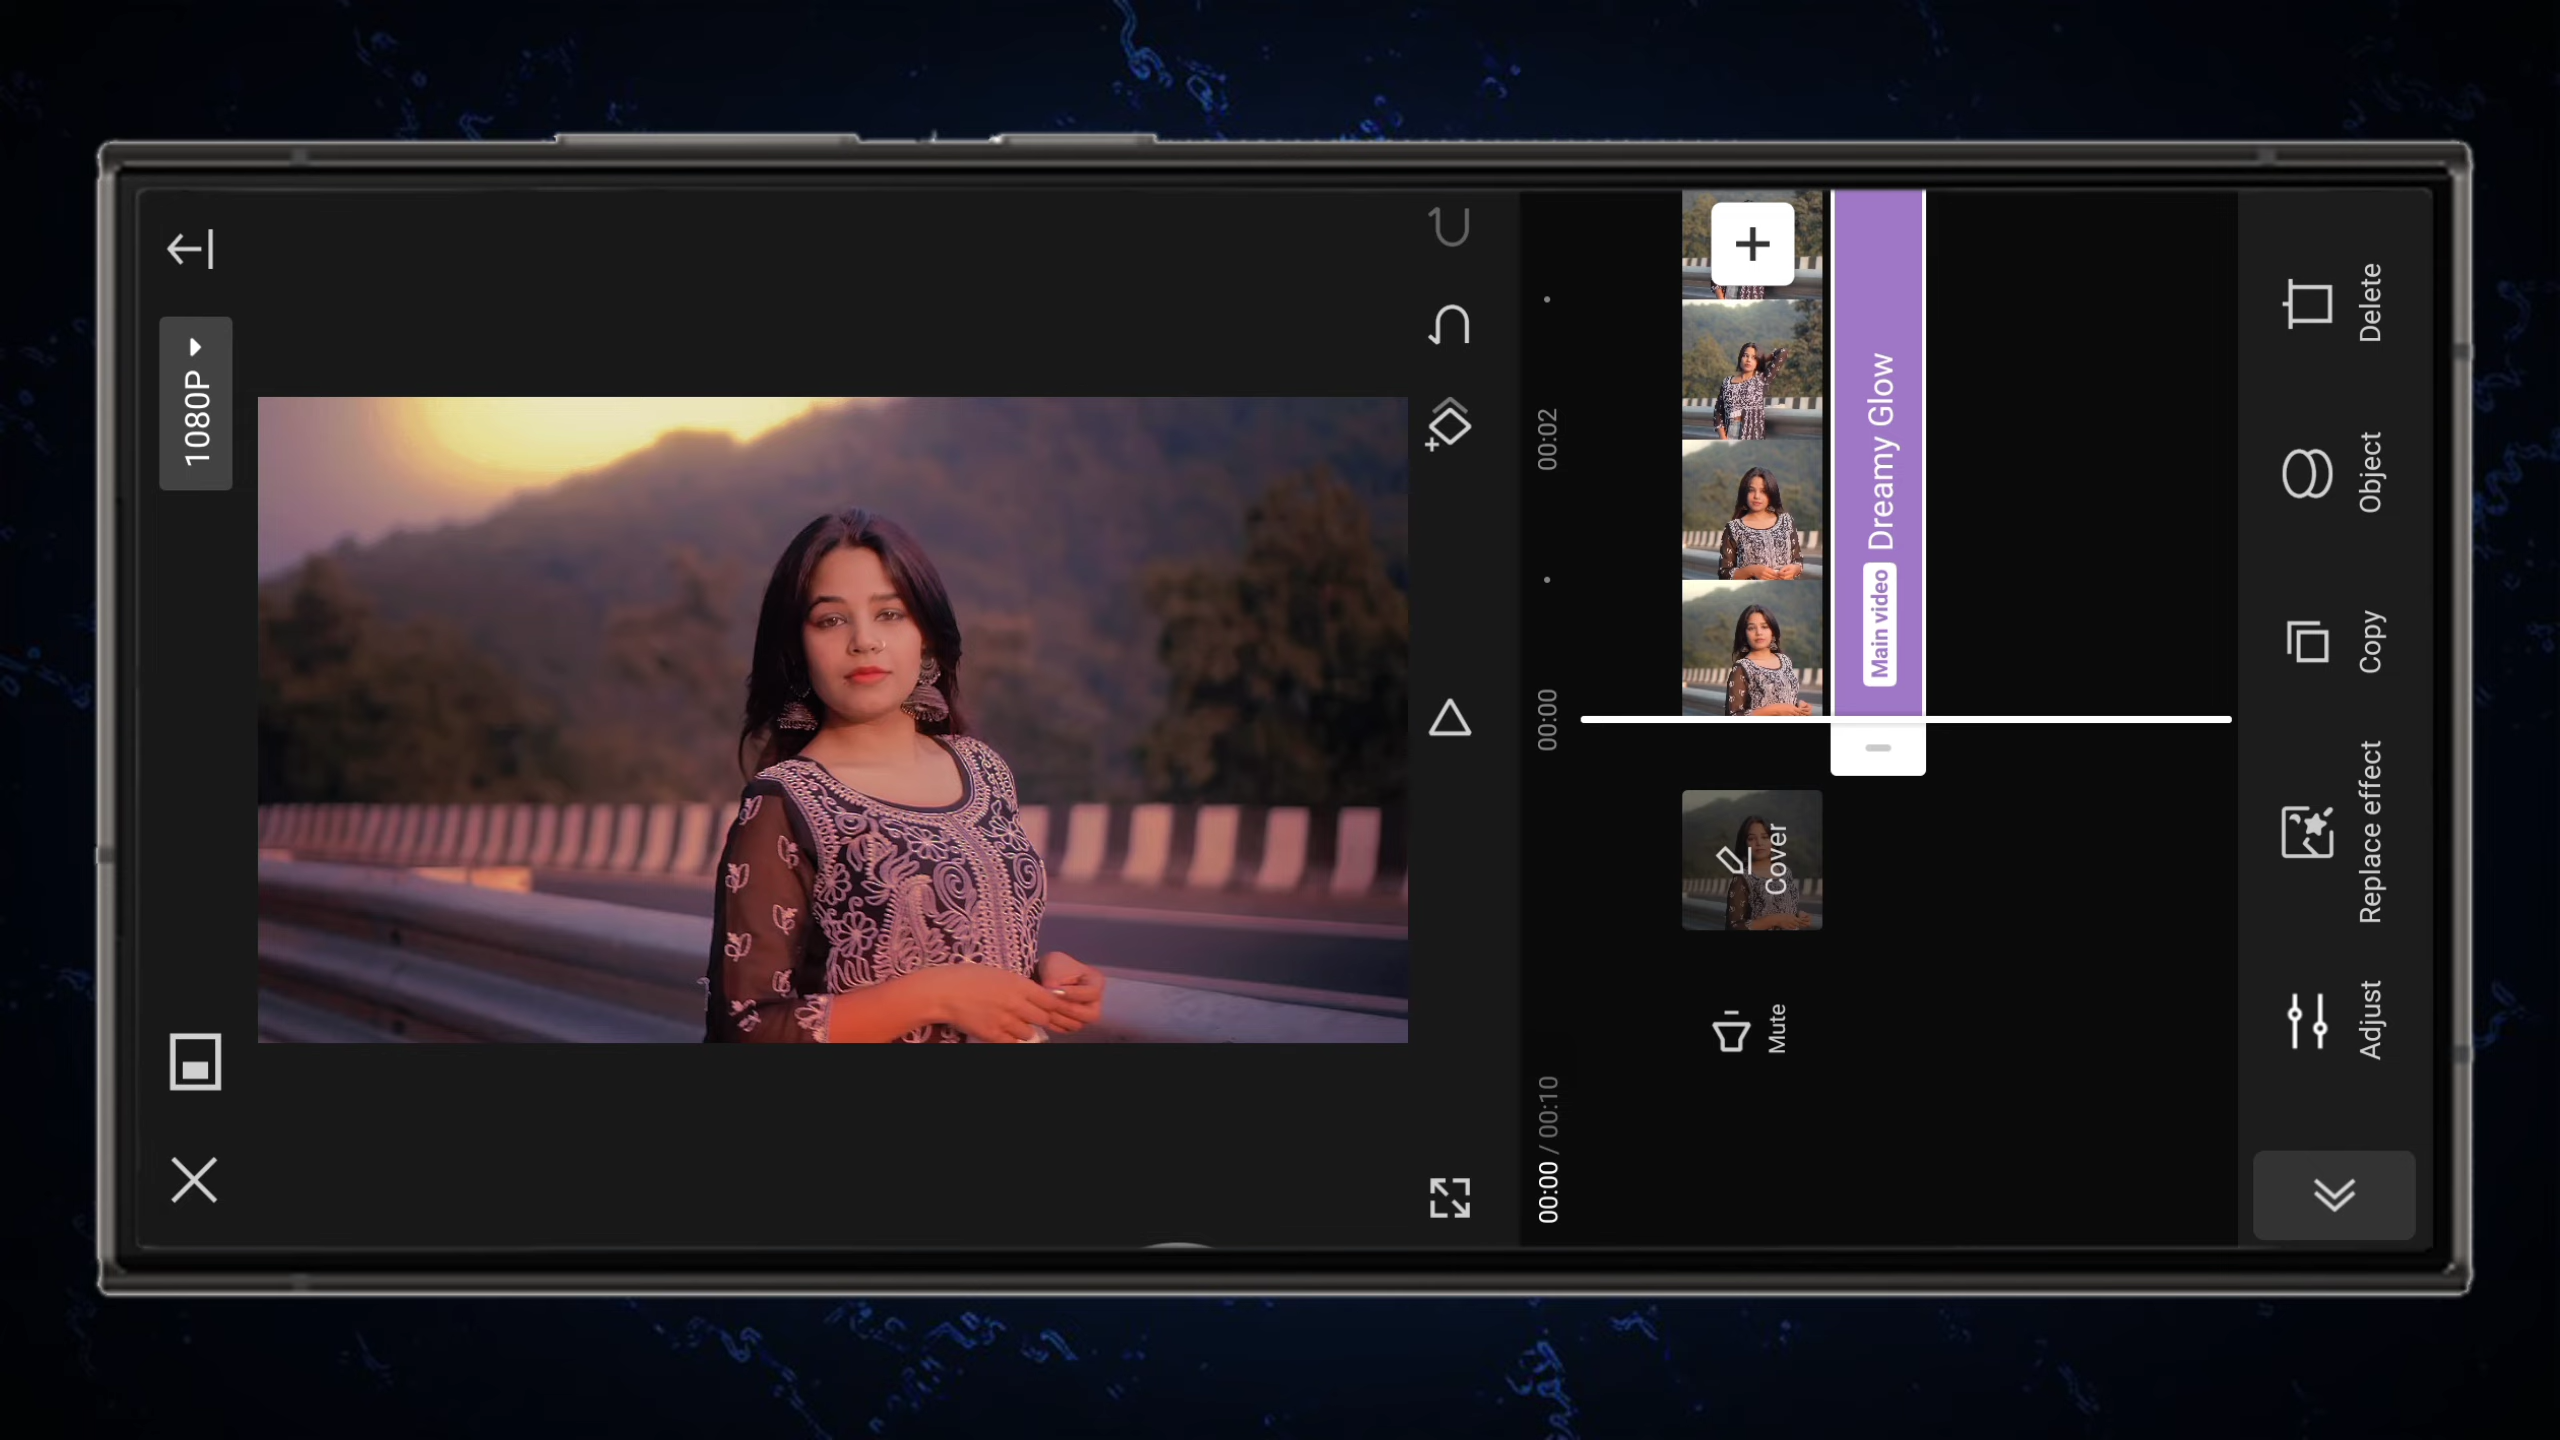 1080P
00:00 / 00:10
00:00
00:02
Mute
Cover
Main video Dreamy Glow
Adjust
Replace effect
Copy
Object
Delete